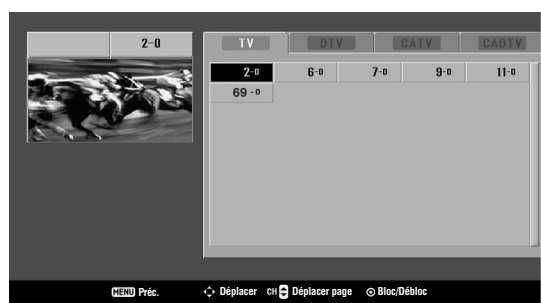 2-0
TV DTV CATV CADTV
2-0 6-0 7-0 9-0 11-0
69-0
MENU Préc. Déplacer CH Déplacer page Bloc/Débloc